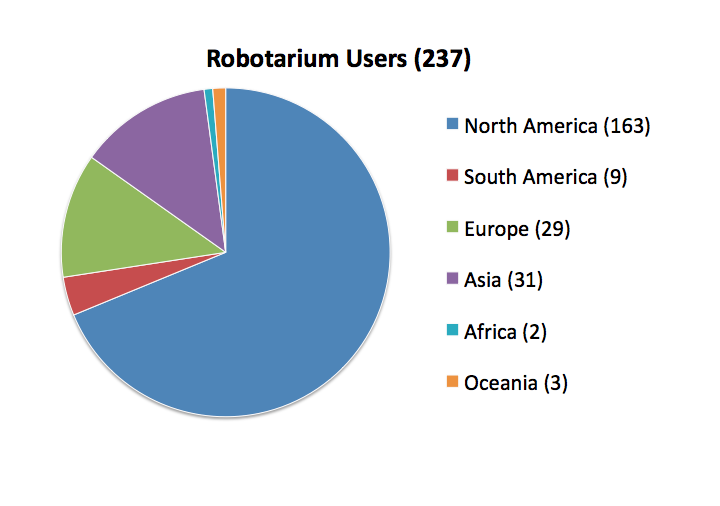 Robotarium Users (237)
North America (163)
South America (9)
Europe (29)
Asia (31)
Africa (2)
Oceania (3)